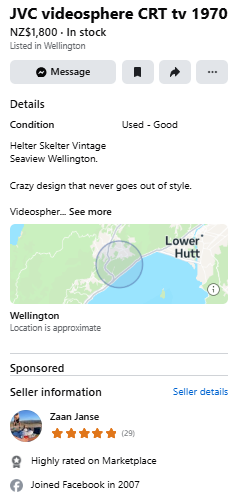 JVC videosphere CRT tv 1970
NZ$1,800 · In stock
Listed in Wellington
Message
Details
Condition Used - Good
Helter Skelter Vintage
Seaview Wellington.
Crazy design that never goes out of style.
Videospher... See more
Lower
Hutt
Wellington
Location is approximate
Sponsored
Seller information Seller details
Zaan Janse
(29)
Highly rated on Marketplace
Joined Facebook in 2007